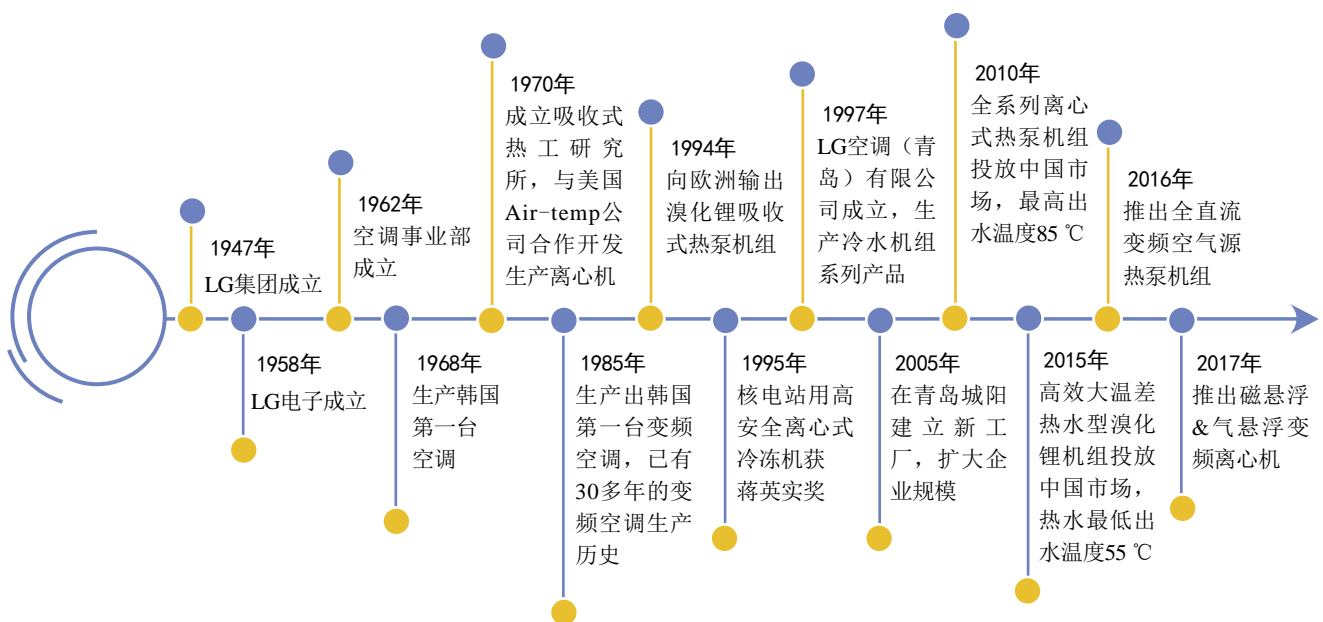 1947年
LG集团成立
1958年
LG电子成立
1962年
空调事业部
成立
1968年
生产韩国
第一台
空调
1970年
成立吸收式
热工研究
所，与美国
Air-temp公
司合作开发
生产离心机
1985年
生产出韩国
第一台变频
空调，已有
30多年的变
频空调生产
历史
1994年
向欧洲输出
溴化锂吸收
式热泵机组
1995年
核电站用高
安全离心式
冷冻机获
蒋英实奖
1997年
LG空调（青
岛）有限公
司成立，生
产冷水机组
系列产品
2005年
在青岛城阳
建立新工
厂，扩大企
业规模
2010年
全系列离心
式热泵机组
投放中国市
场，最高出
水温度85 ℃
2015年
高效大温差
热水型溴化
锂机组投放
中国市场，
热水最低出
水温度55 ℃
2016年
推出全直流
变频空气源
热泵机组
2017年
推出磁悬浮
&气悬浮变
频离心机